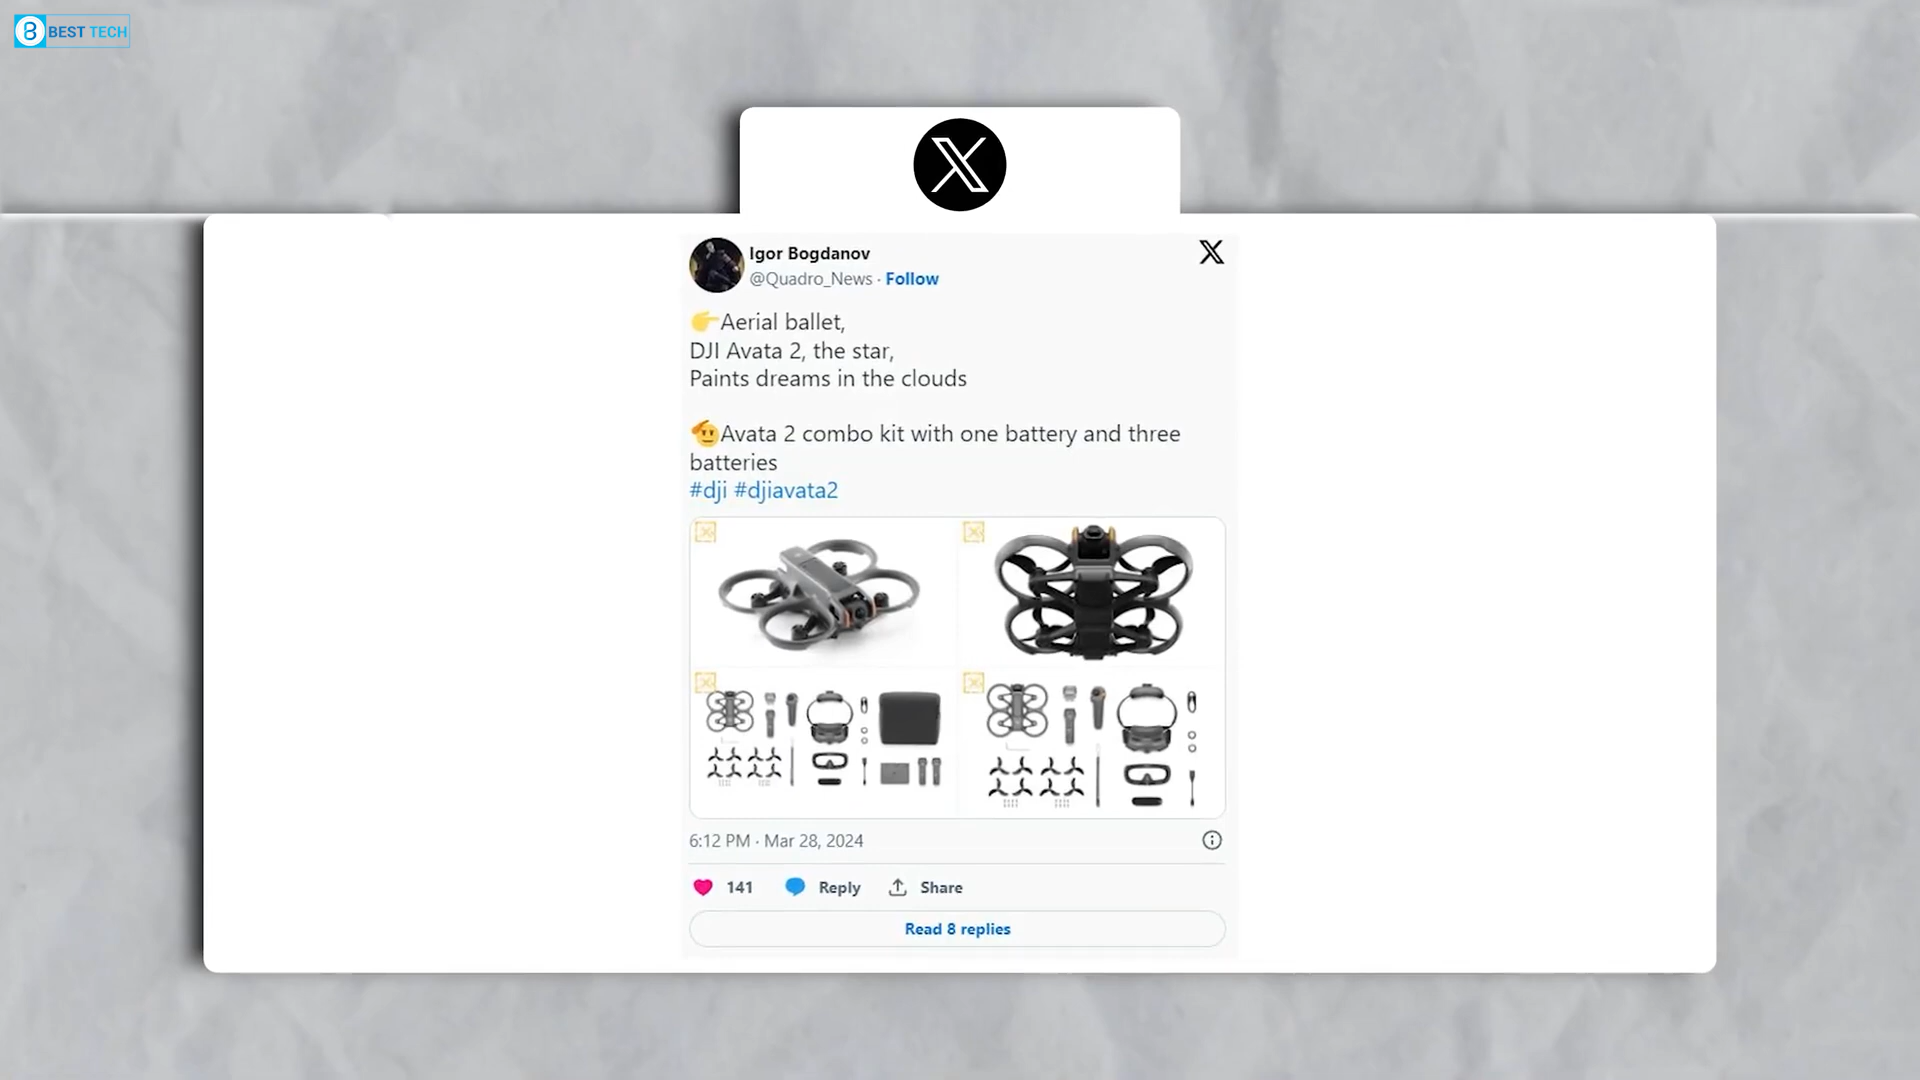 8 BEST TECH
X
Igor Bogdanov
@Quadro_News · Follow
👉Aerial ballet,
DJI Avata 2, the star,
Paints dreams in the clouds
🫡Avata 2 combo kit with one battery and three
batteries
#dji #djiavata2
6:12 PM · Mar 28, 2024
141 Reply Share
Read 8 replies